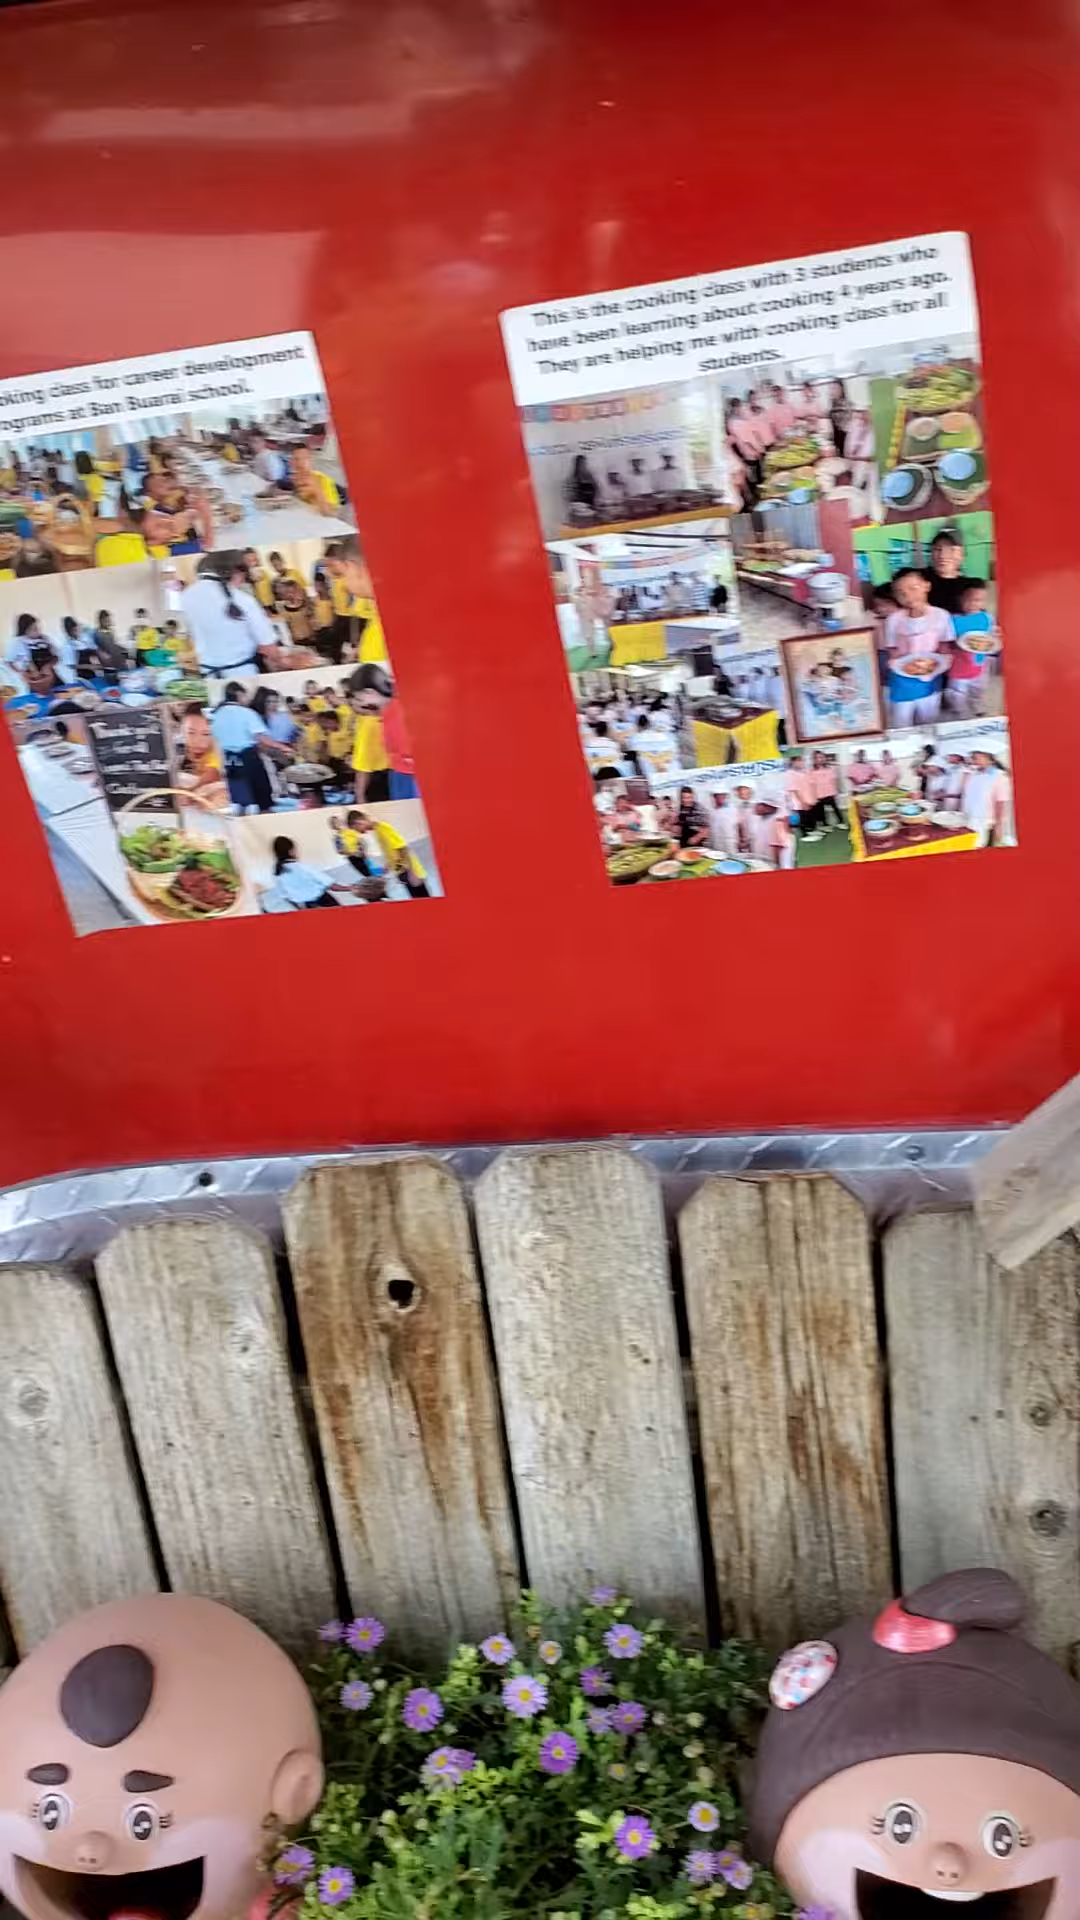 oking class for career development
ograms at Ban Buarai school.
This is the cooking class with 3 students who
have been learning about cooking 4 years ago.
They are helping me with cooking class for all
students.